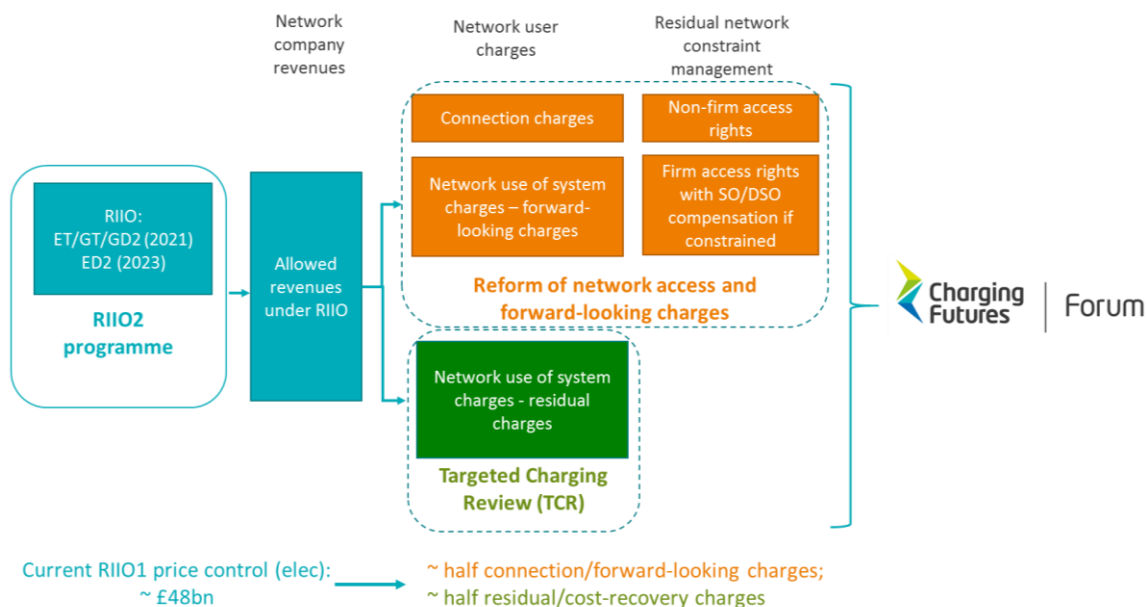 Network
company
revenues
Network user
charges
Residual network
constraint
management
Connection charges
Non-firm access
rights
Network use of system
charges – forward-
looking charges
Firm access rights
with SO/DSO
compensation if
constrained
Reform of network access and
forward-looking charges
RIIO:
ET/GT/GD2 (2021)
ED2 (2023)
RIIO2
programme
Allowed
revenues
under RIIO
Network use of system
charges - residual
charges
Targeted Charging
Review (TCR)
Charging
Futures
Forum
Current RIIO1 price control (elec):
~ £48bn
~ half connection/forward-looking charges;
~ half residual/cost-recovery charges